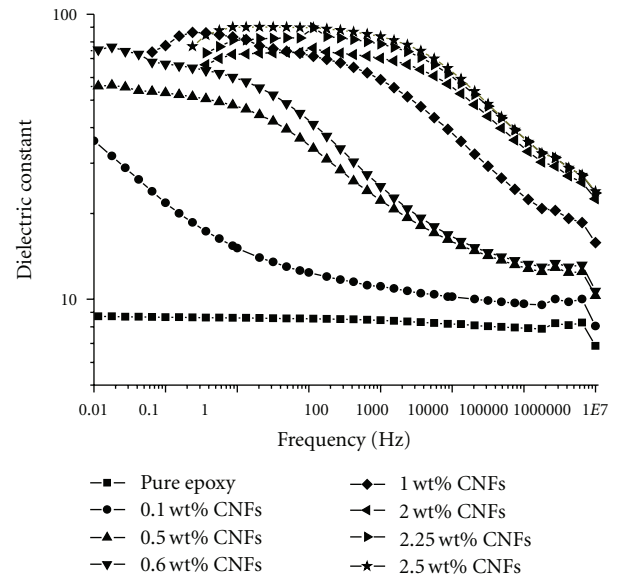 100
10
Dielectric constant
0.01 0.1 1 100 1000 10000 100000 1000000 1E7
Frequency (Hz)
Pure epoxy
0.1 wt% CNFs
0.5 wt% CNFs
0.6 wt% CNFs
1 wt% CNFs
2 wt% CNFs
2.25 wt% CNFs
2.5 wt% CNFs